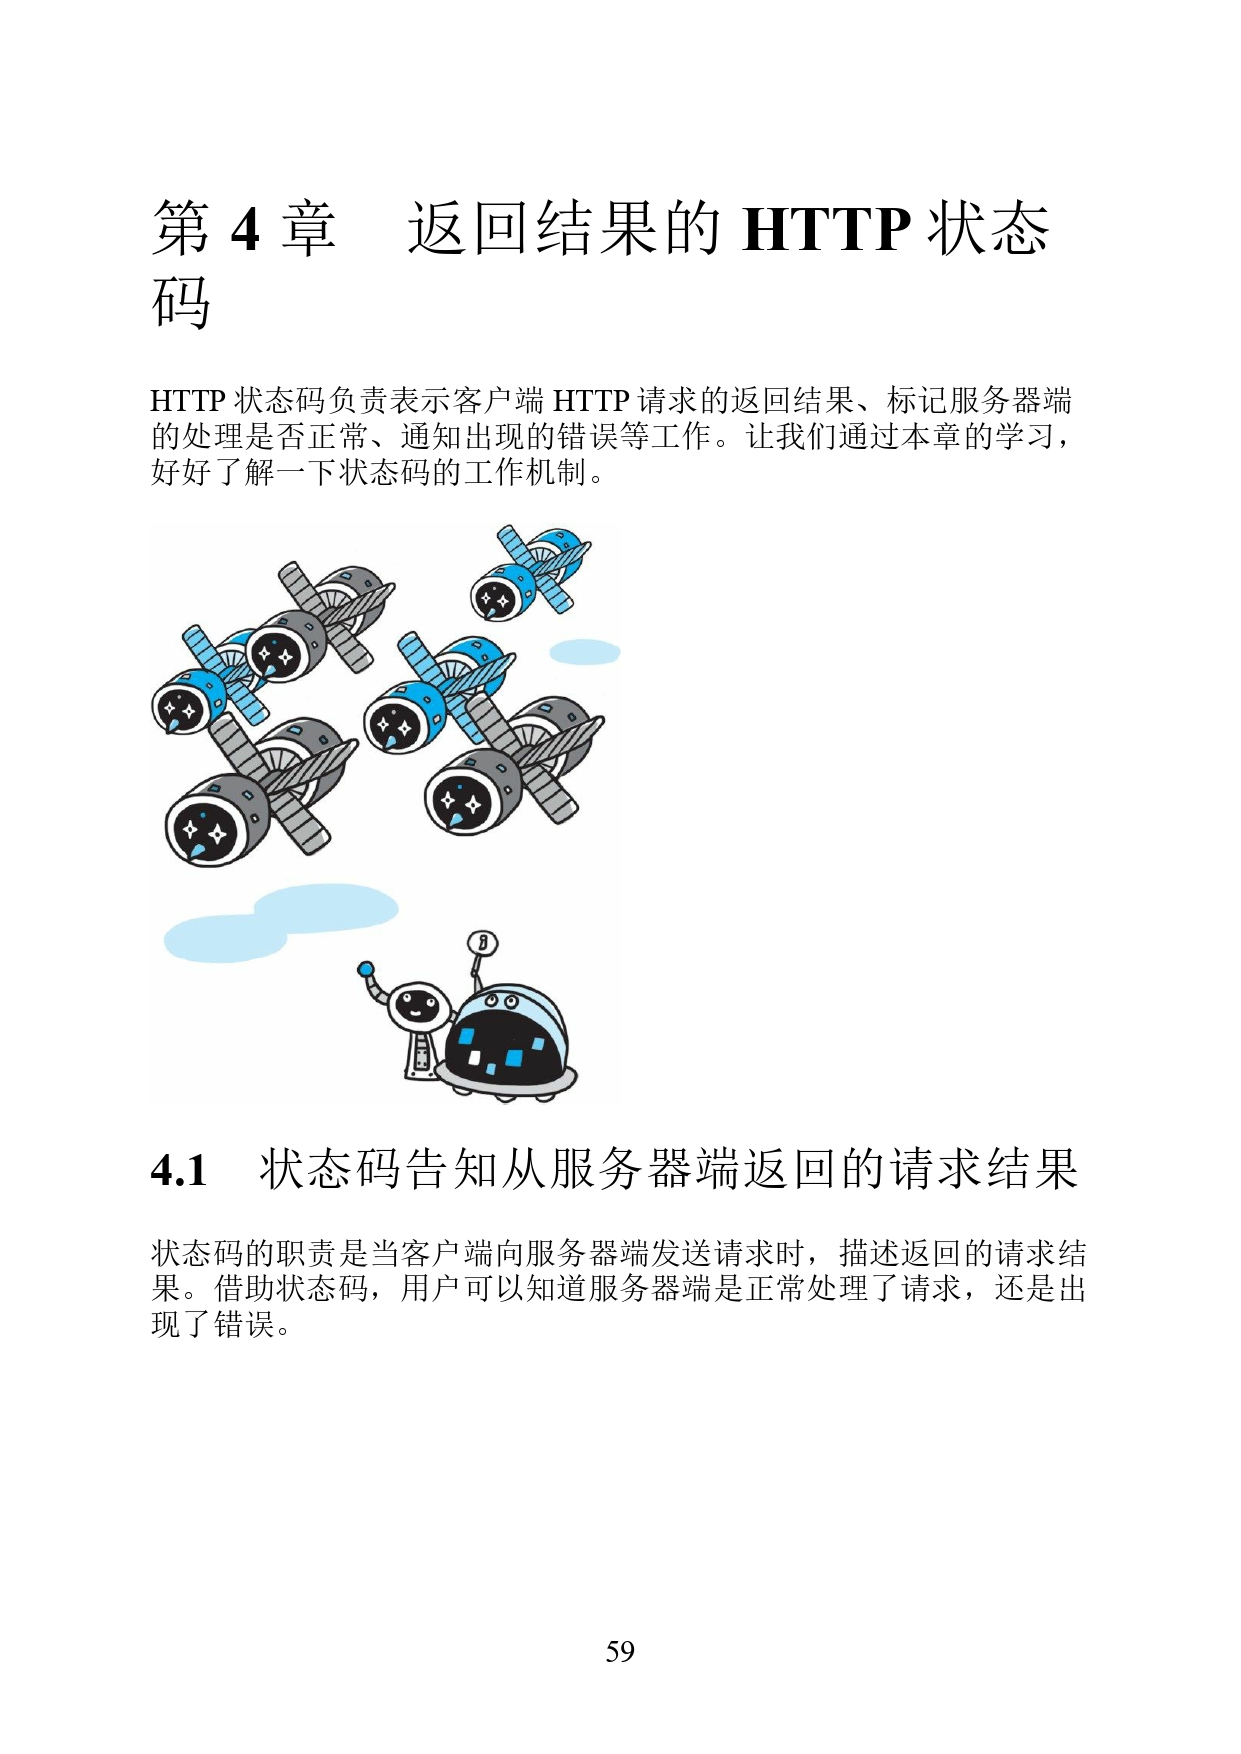 第 4 章　返回结果的 HTTP 状态
码
HTTP 状态码负责表示客户端 HTTP 请求的返回结果、标记服务器端
的处理是否正常、通知出现的错误等工作。让我们通过本章的学习，
好好了解一下状态码的工作机制。
4.1　状态码告知从服务器端返回的请求结果
状态码的职责是当客户端向服务器端发送请求时，描述返回的请求结
果。借助状态码，用户可以知道服务器端是正常处理了请求，还是出
现了错误。
59